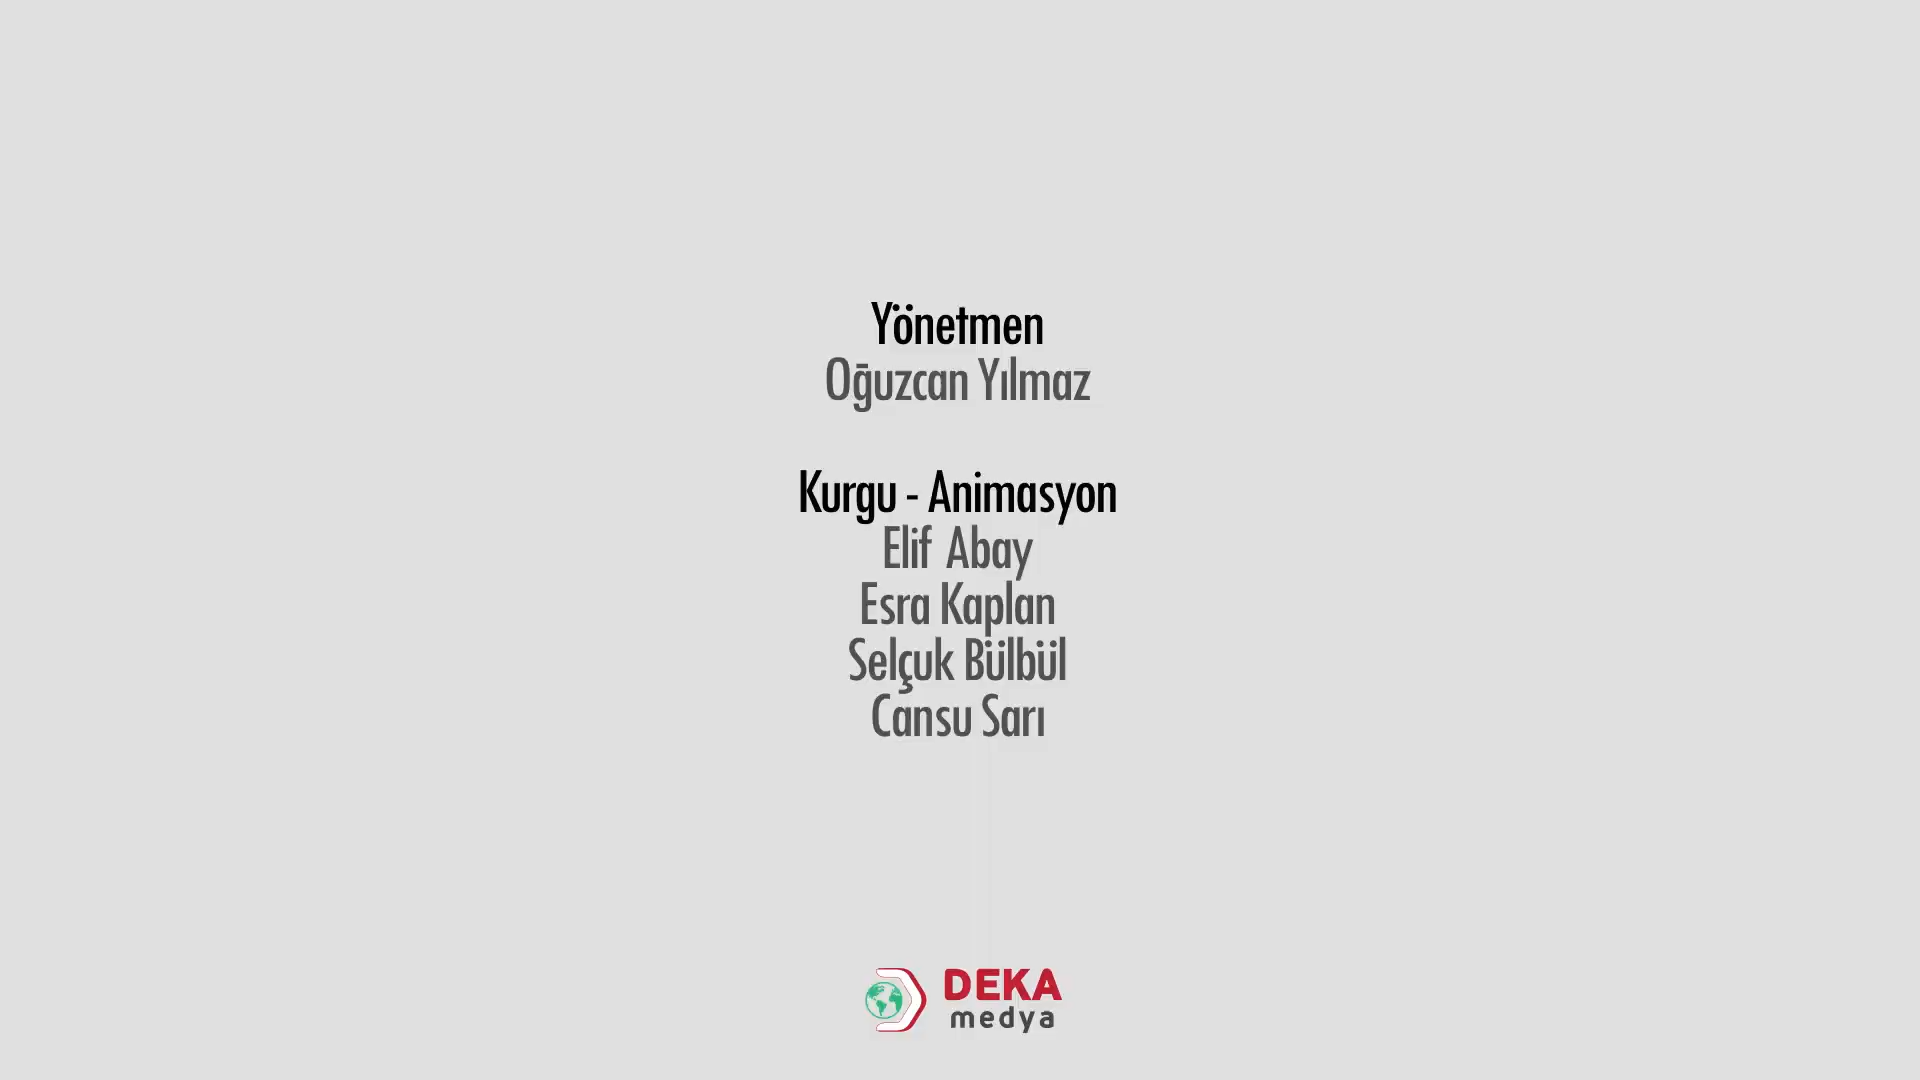 Yönetmen
Oğuzcan Yılmaz
Kurgu - Animasyon
Elif Abay
Esra Kaplan
Selçuk Bülbül
Cansu Sarı
DEKA
medya